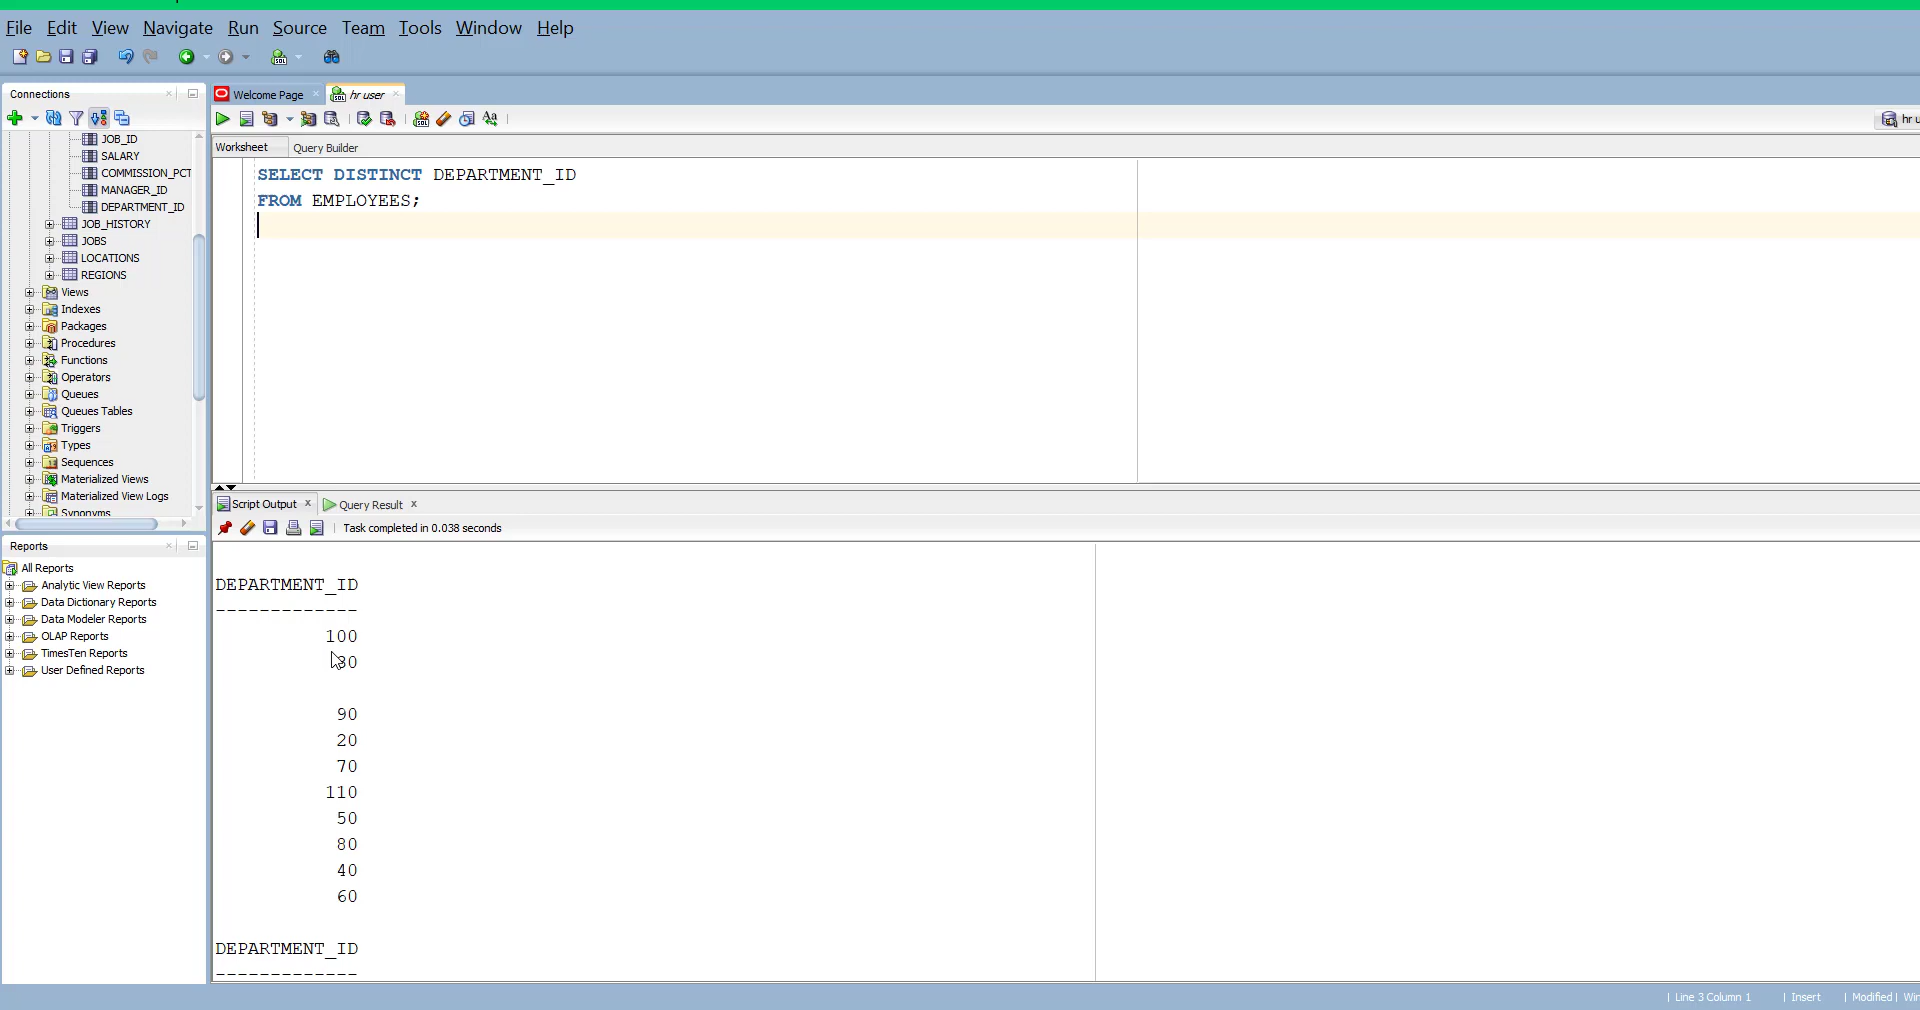 File Edit View Navigate Run Source Team Tools Window Help
Connections
Welcome Page
hr user
JOB_ID
SALARY
COMMISSION_PCT
MANAGER_ID
DEPARTMENT_ID
JOB_HISTORY
JOBS
LOCATIONS
REGIONS
Views
Indexes
Packages
Procedures
Functions
Operators
Queues
Queues Tables
Triggers
Types
Sequences
Materialized Views
Materialized View Logs
Synonyms
Worksheet Query Builder
SELECT DISTINCT DEPARTMENT_ID
FROM EMPLOYEES;
Script Output Query Result
Task completed in 0.038 seconds
DEPARTMENT_ID
-------------
100
30
90
20
70
110
50
80
40
60
DEPARTMENT_ID
-------------
Reports
All Reports
Analytic View Reports
Data Dictionary Reports
Data Modeler Reports
OLAP Reports
TimesTen Reports
User Defined Reports
Line 3 Column 1 | Insert | Modified |